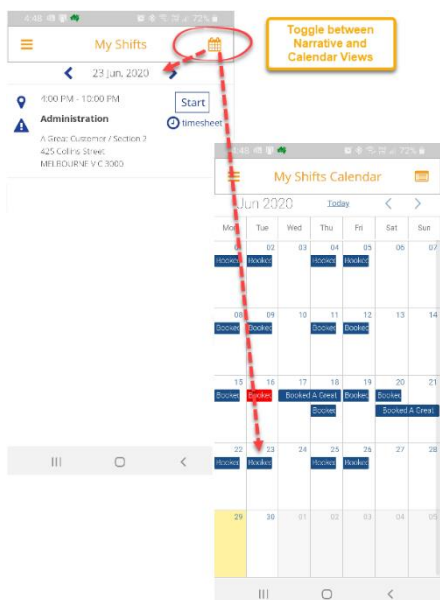 4:48 72%
My Shifts
Toggle between
Narrative and
Calendar Views
23 Jun, 2020
4:00 PM - 10:00 PM
Start
Administration
timesheet
A Great Customer / Section 2
425 Collins Street
MELBOURNE VIC 3000
4:48 72%
My Shifts Calendar
Jun 2020 Today
Mon Tue Wed Thu Fri Sat Sun
01 02 03 04 05 06 07
Booked Booked Booked Booked
08 09 10 11 12 13 14
Booked Booked Booked Booked
15 16 17 18 19 20 21
Booked Booked Booked A Great Booked Booked
Booked Booked A Great
22 23 24 25 26 27 28
Booked Booked Booked Booked
29 30 01 02 03 04 05